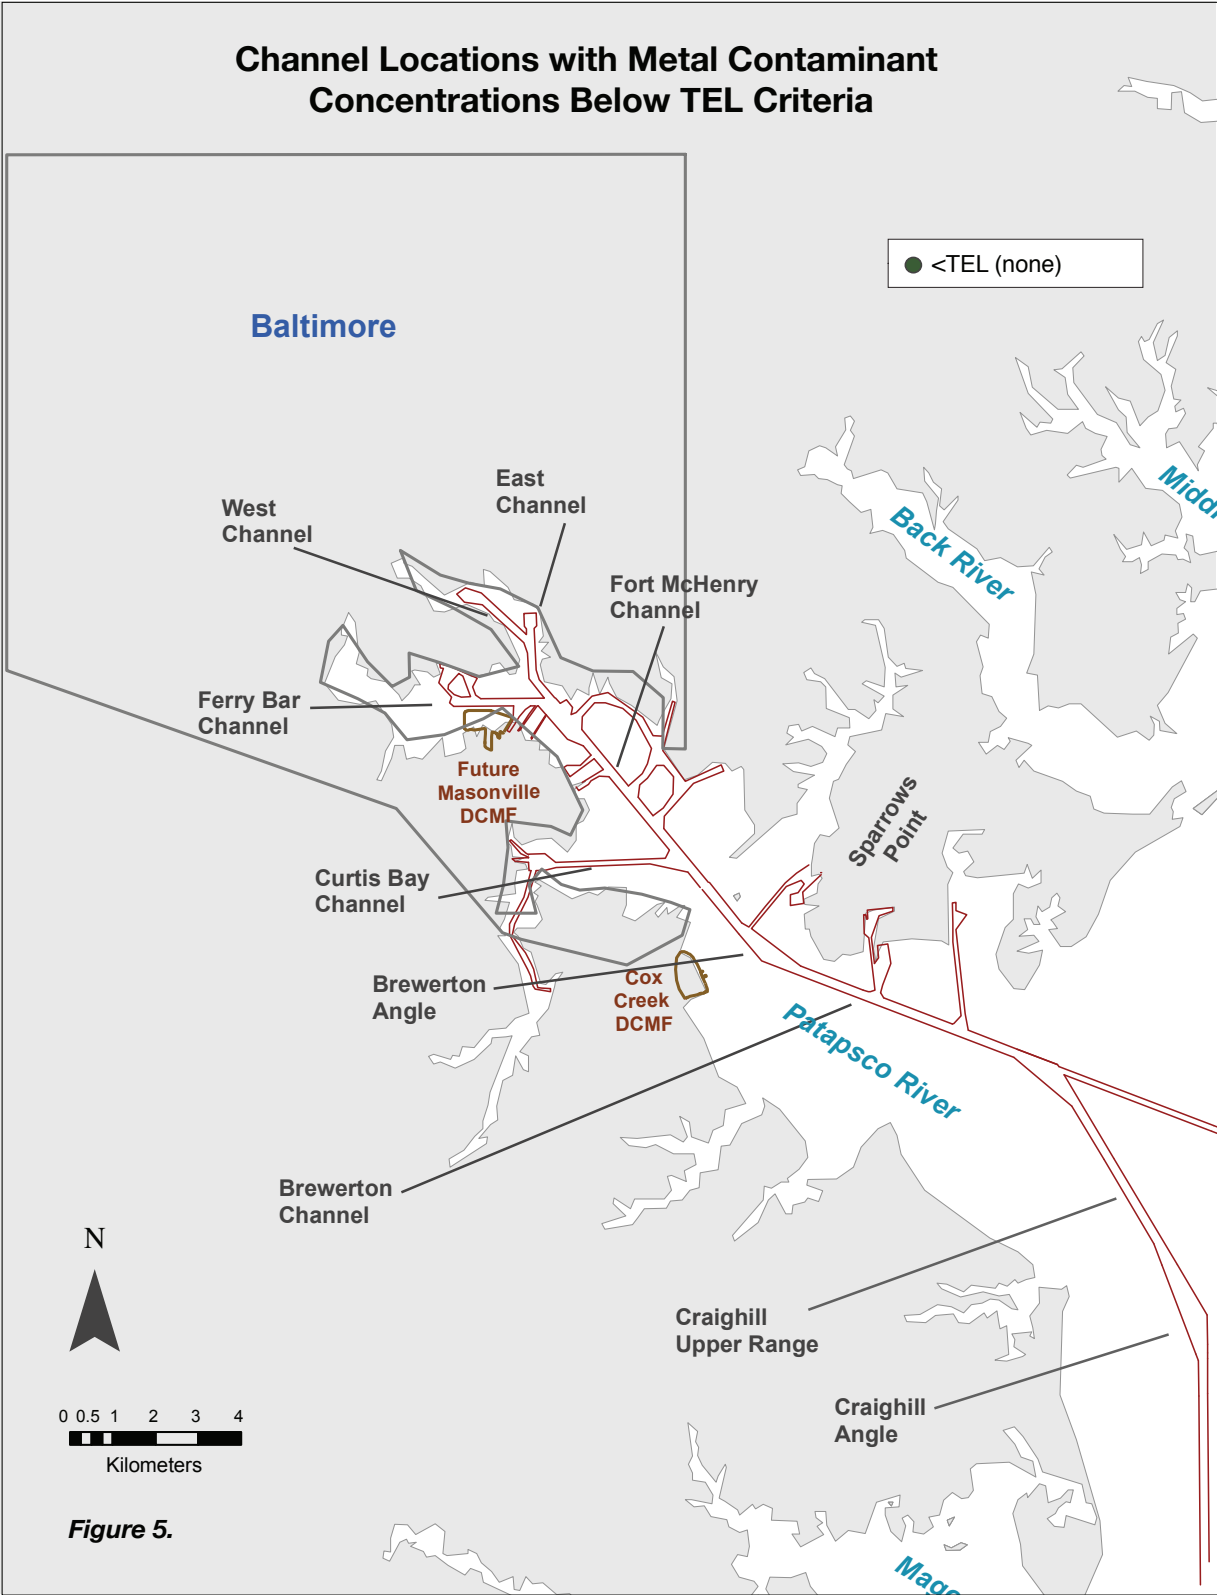 Channel Locations with Metal Contaminant
Concentrations Below TEL Criteria
<TEL (none)
Baltimore
Middl
Back River
East
Channel
West
Channel
Fort McHenry
Channel
Ferry Bar
Channel
Future
Masonville
DCMF
Sparrows
Point
Curtis Bay
Channel
Brewerton
Angle
Cox
Creek
DCMF
Patapsco River
Brewerton
Channel
N
Craighill
Upper Range
Craighill
Angle
0 0.5 1 2 3 4
Kilometers
Figure 5.
Mago